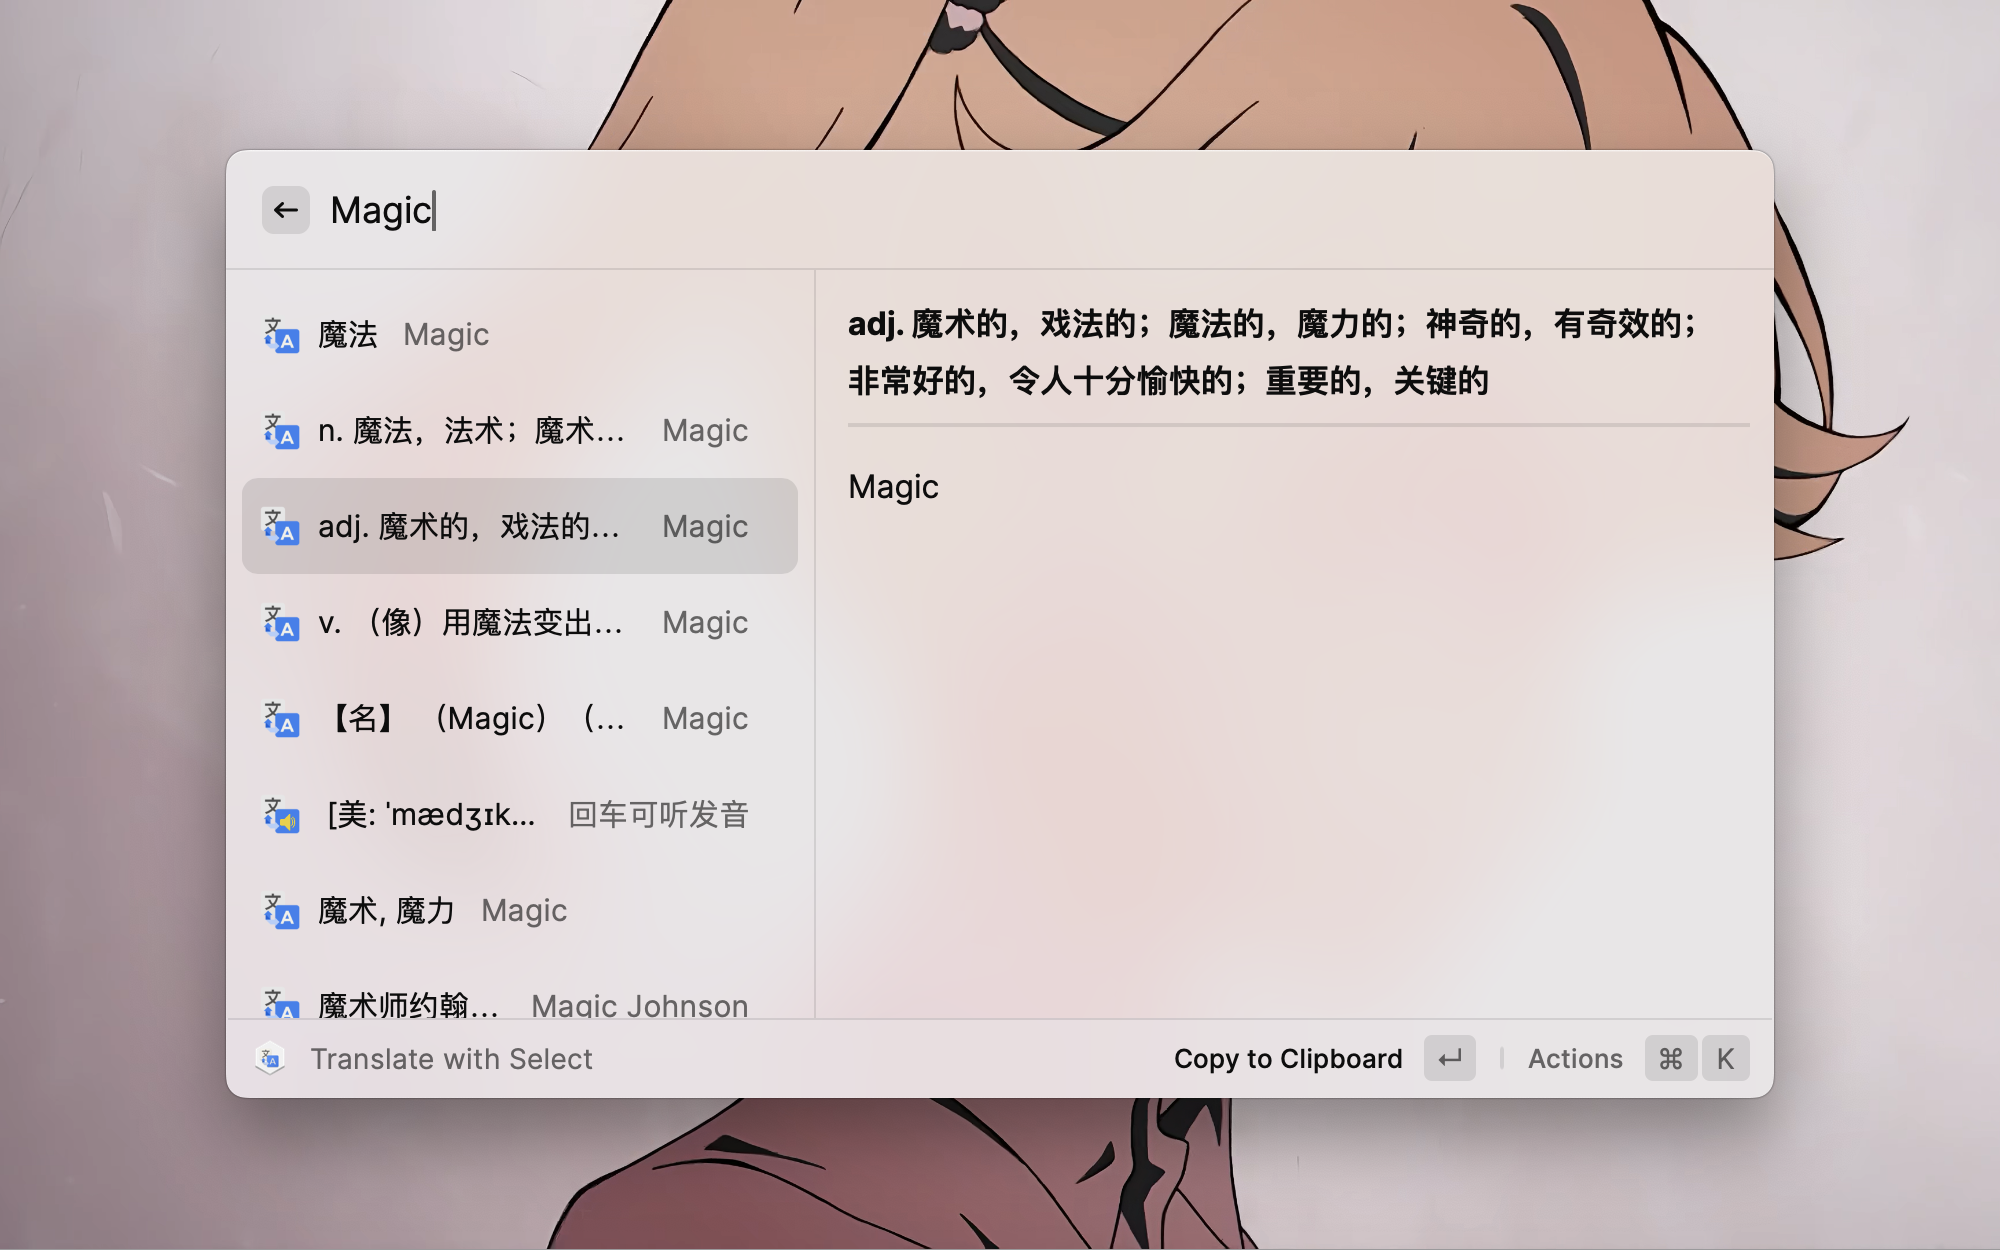 Magic
魔法 Magic
n. 魔法，法术；魔术... Magic
adj. 魔术的，戏法的... Magic
v. （像）用魔法变出... Magic
【名】 （Magic） （... Magic
[美: ˈmædʒɪk... 回车可听发音
魔术, 魔力 Magic
魔术师约翰... Magic Johnson
adj. 魔术的，戏法的；魔法的，魔力的；神奇的，有奇效的；
非常好的，令人十分愉快的；重要的，关键的
Magic
Translate with Select Copy to Clipboard ↵ Actions ⌘ K